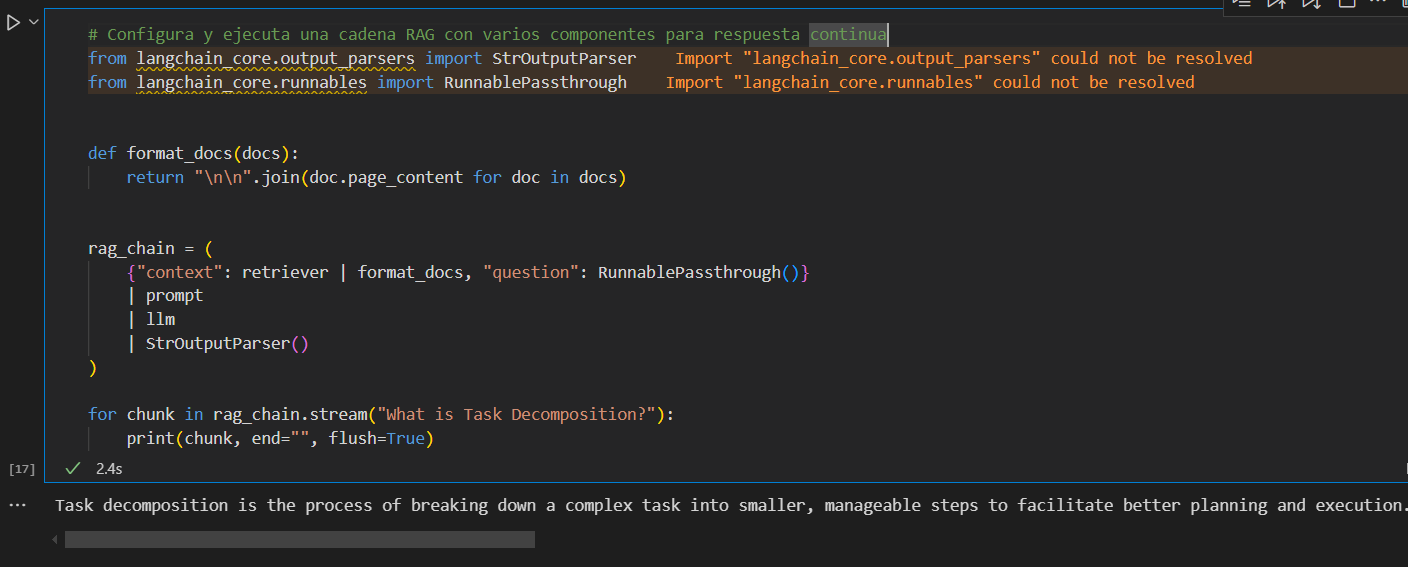 # Configura y ejecuta una cadena RAG con varios componentes para respuesta continua
from langchain_core.output_parsers import StrOutputParser    Import "langchain_core.output_parsers" could not be resolved
from langchain_core.runnables import RunnablePassthrough    Import "langchain_core.runnables" could not be resolved
def format_docs(docs):
    return "\n\n".join(doc.page_content for doc in docs)
rag_chain = (
    {"context": retriever | format_docs, "question": RunnablePassthrough()}
    | prompt
    | llm
    | StrOutputParser()
)
for chunk in rag_chain.stream("What is Task Decomposition?"):
    print(chunk, end="", flush=True)
[17] 2.4s
Task decomposition is the process of breaking down a complex task into smaller, manageable steps to facilitate better planning and execution.